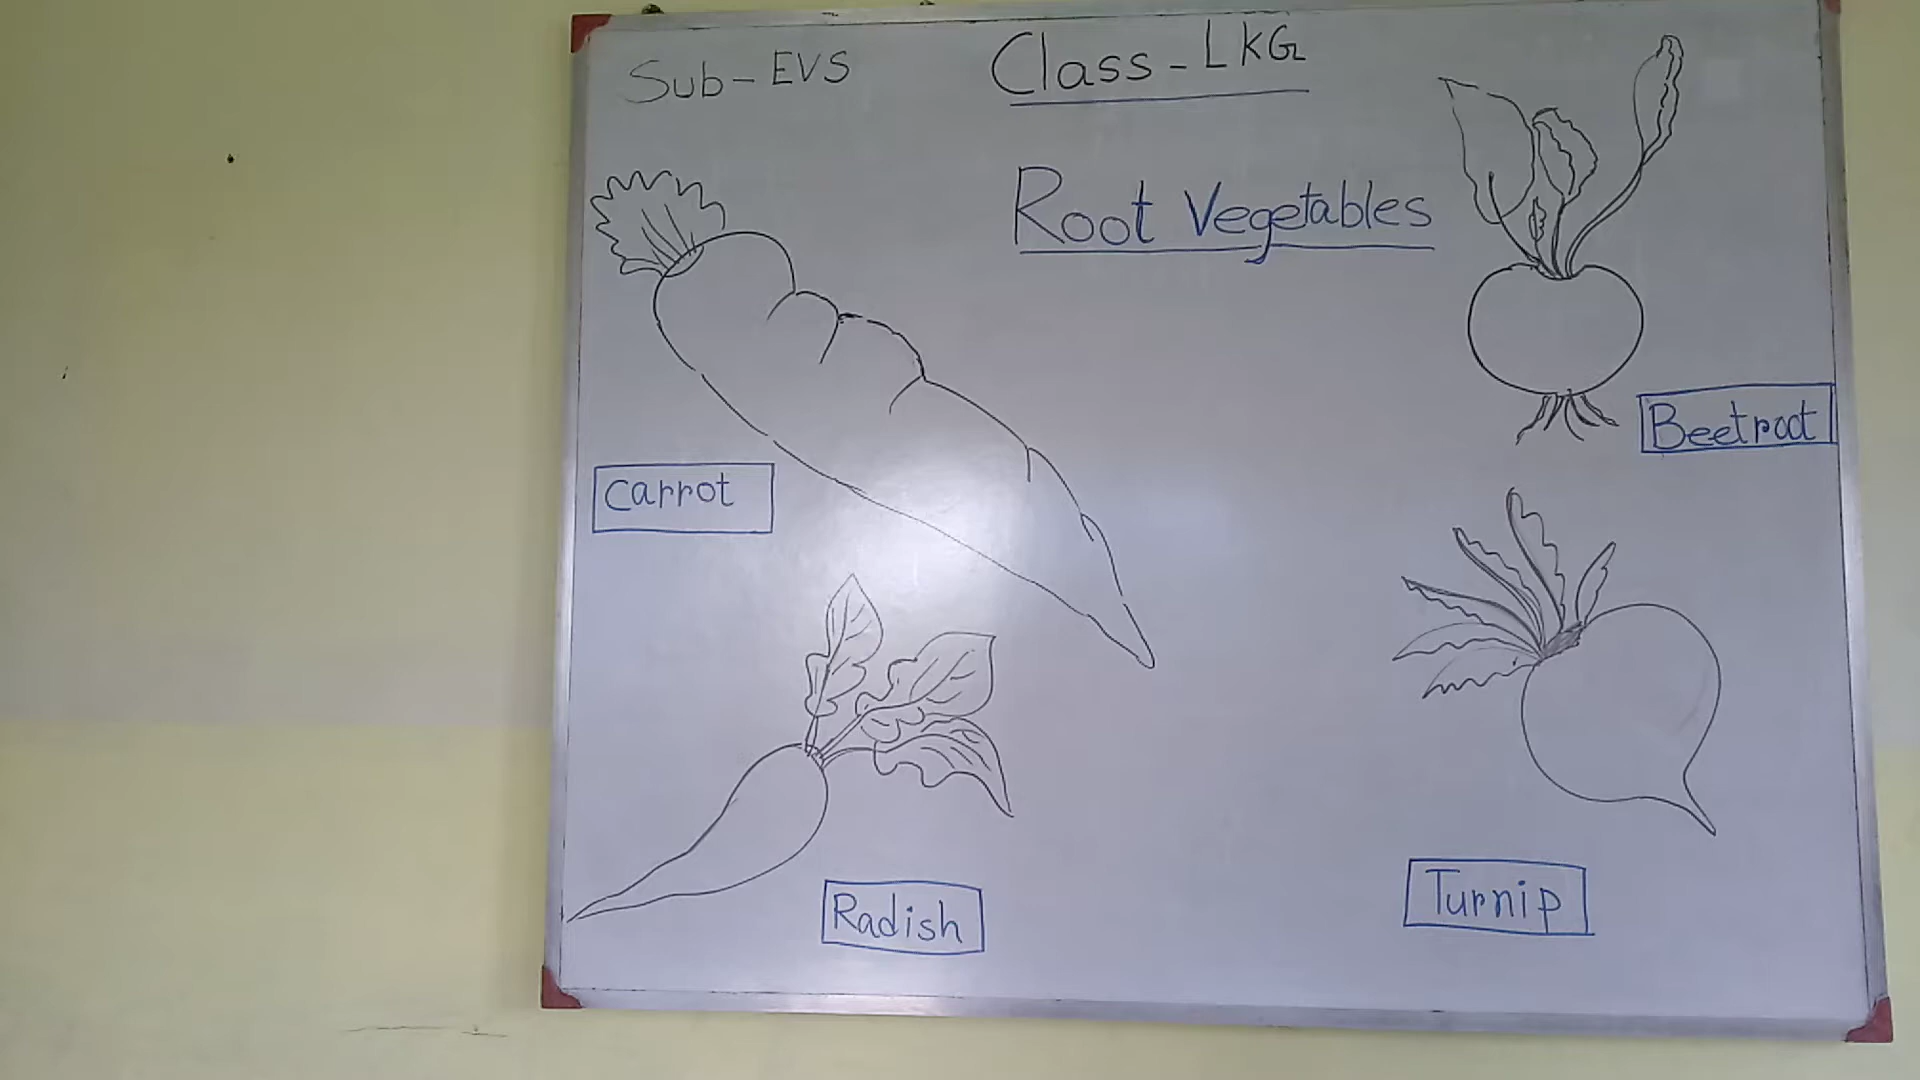 Sub - EVS
Class - LKG
Root Vegetables
Beetroot
Carrot
Radish
Turnip